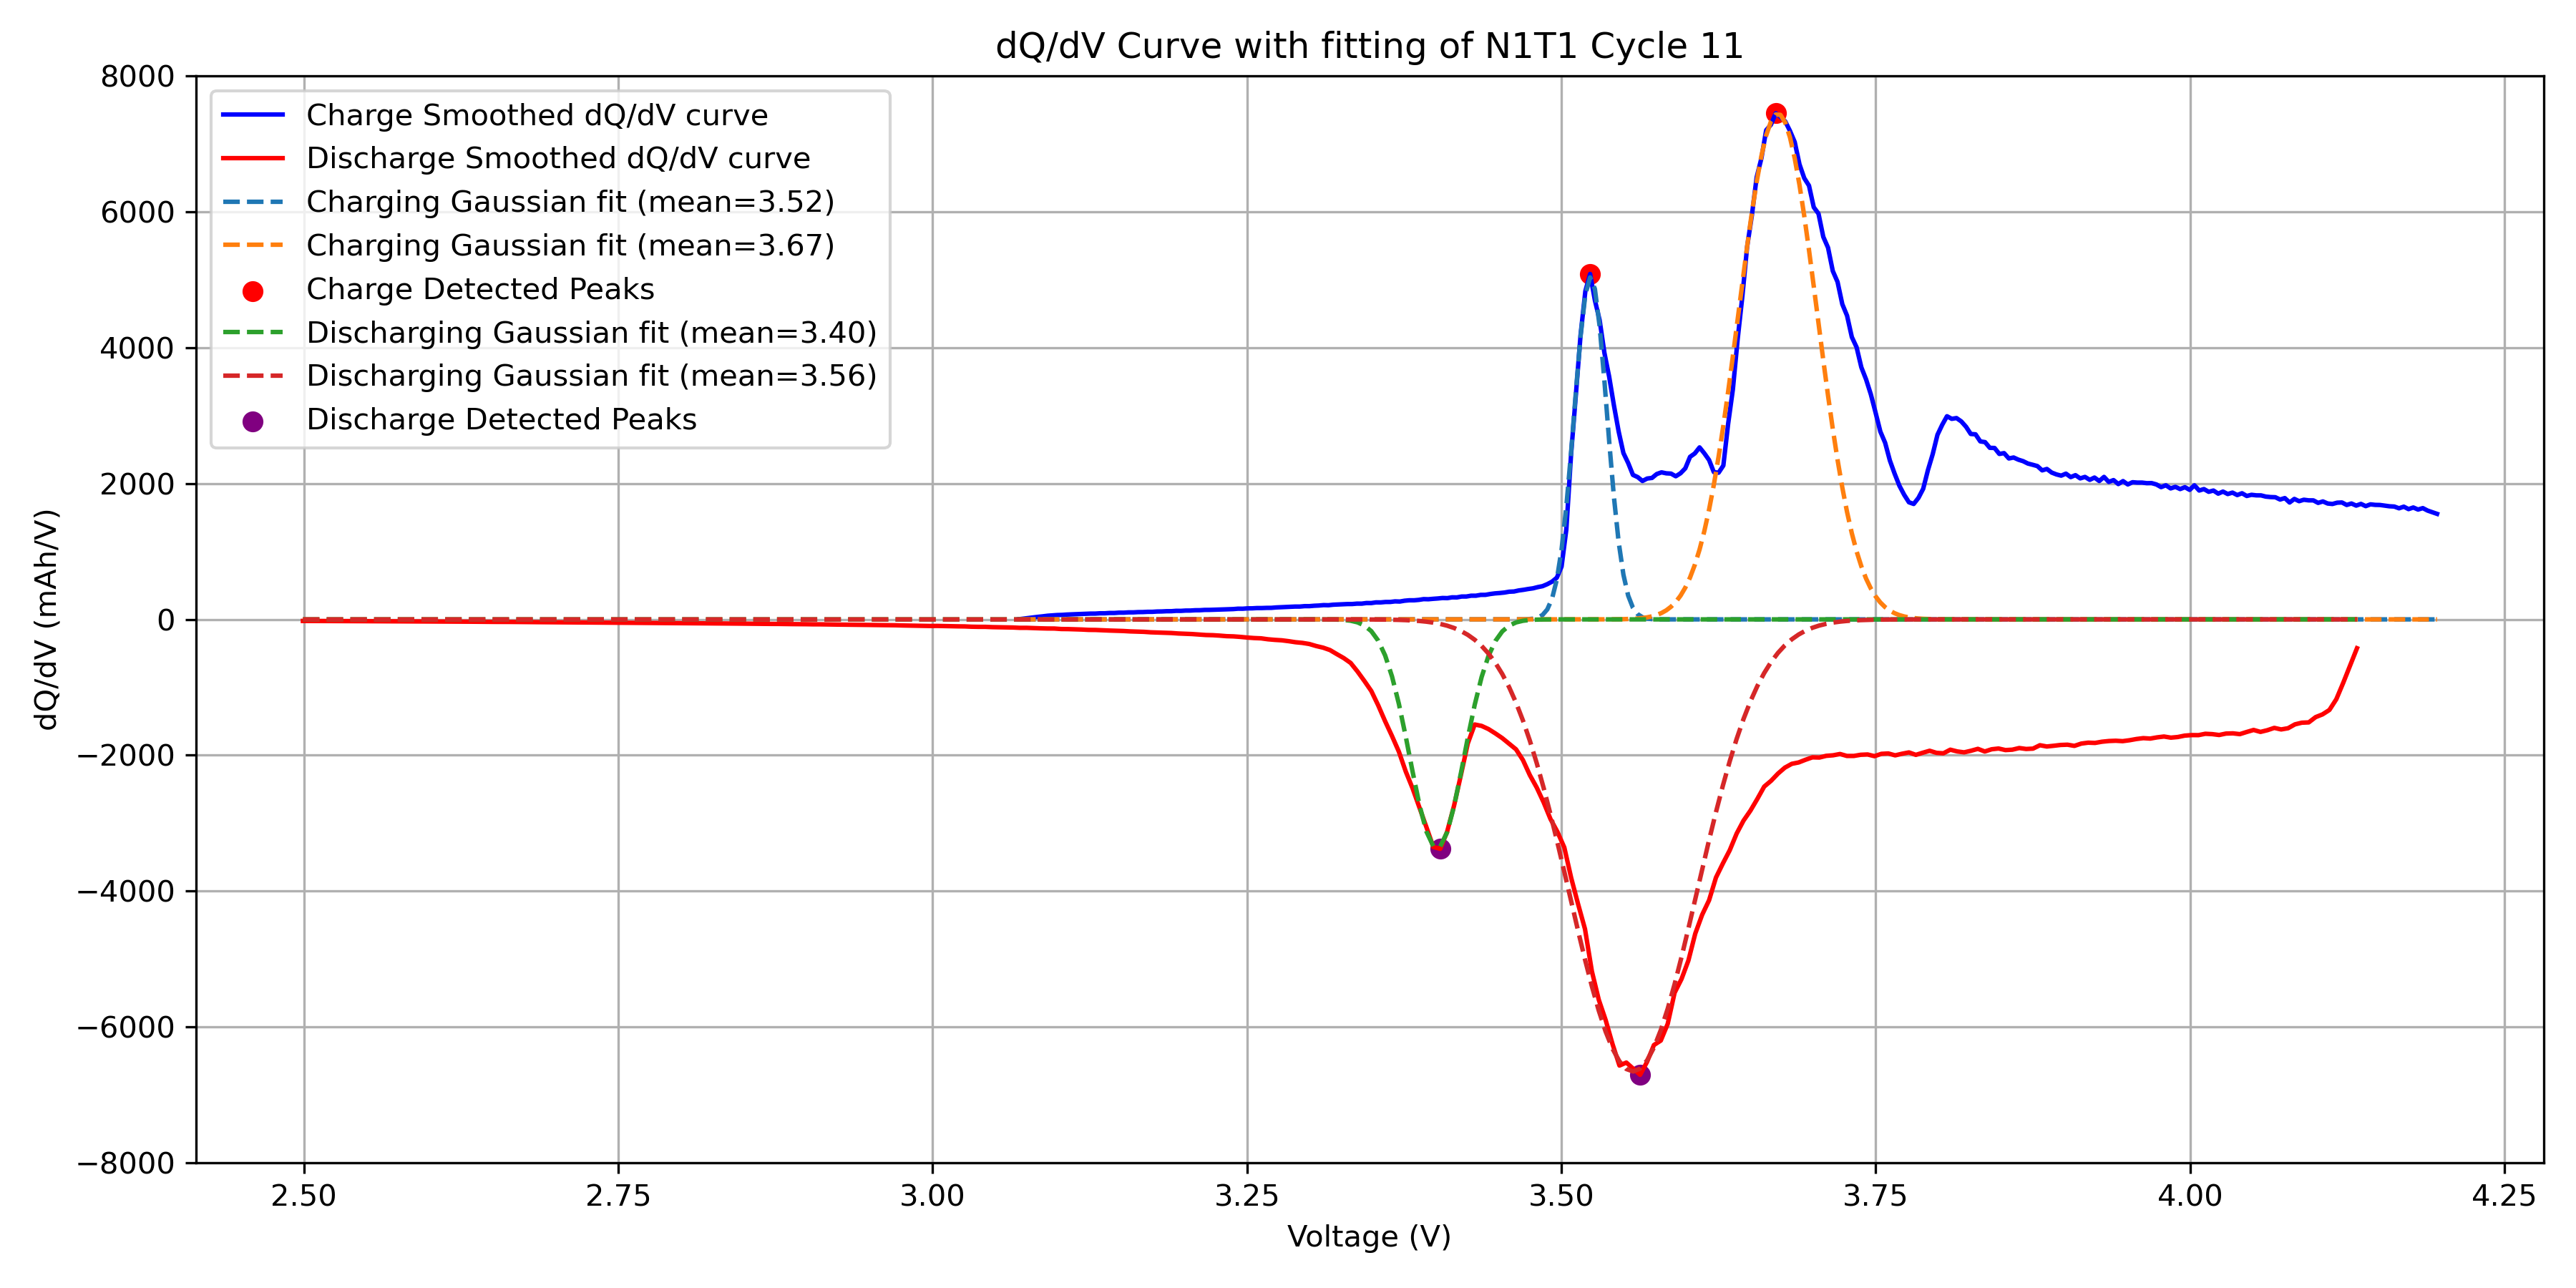 dQ/dV Curve with fitting of N1T1 Cycle 11
8000
6000
4000
2000
0
−2000
−4000
−6000
−8000
dQ/dV (mAh/V)
Charge Smoothed dQ/dV curve
Discharge Smoothed dQ/dV curve
Charging Gaussian fit (mean=3.52)
Charging Gaussian fit (mean=3.67)
Charge Detected Peaks
Discharging Gaussian fit (mean=3.40)
Discharging Gaussian fit (mean=3.56)
Discharge Detected Peaks
2.50 2.75 3.00 3.25 3.50 3.75 4.00 4.25
Voltage (V)